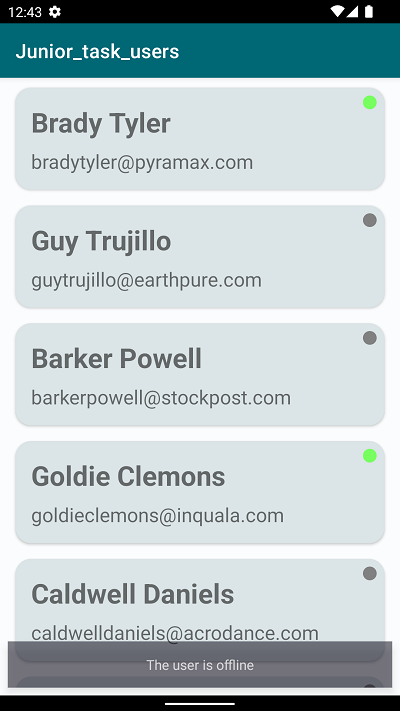 12:43
Junior_task_users
Brady Tyler
bradytyler@pyramax.com
Guy Trujillo
guytrujillo@earthpure.com
Barker Powell
barkerpowell@stockpost.com
Goldie Clemons
goldieclemons@inquala.com
Caldwell Daniels
caldwelldaniels@acrodance.com
The user is offline